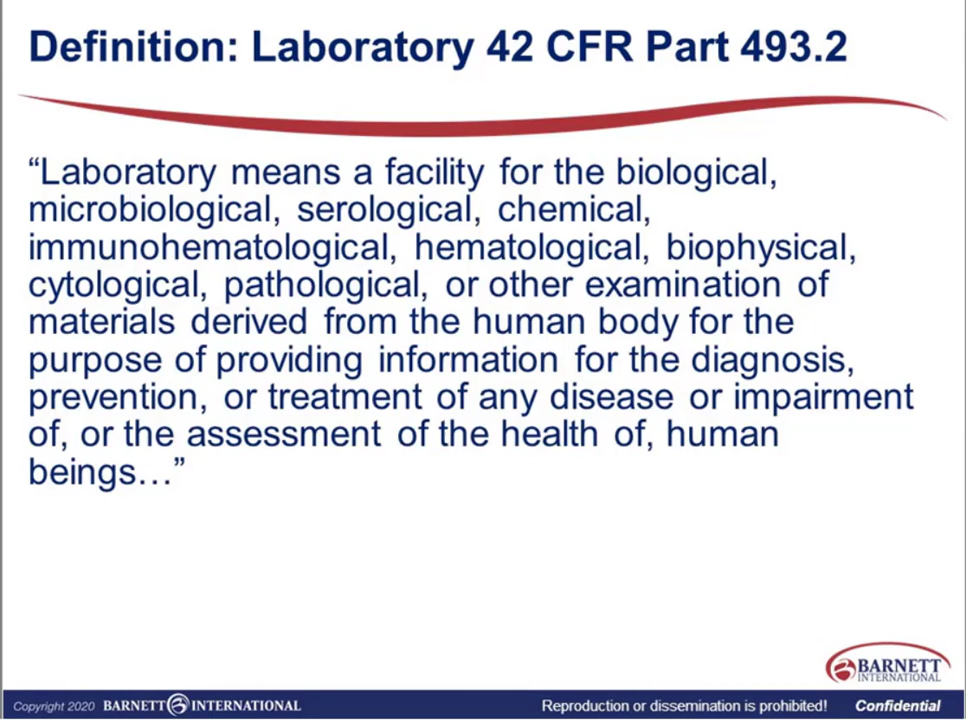 Definition: Laboratory 42 CFR Part 493.2
“Laboratory means a facility for the biological,
microbiological, serological, chemical,
immunohematological, hematological, biophysical,
cytological, pathological, or other examination of
materials derived from the human body for the
purpose of providing information for the diagnosis,
prevention, or treatment of any disease or impairment
of, or the assessment of the health of, human
beings…”
BARNETT
INTERNATIONAL
Copyright 2020 BARNETT INTERNATIONAL Reproduction or dissemination is prohibited! Confidential